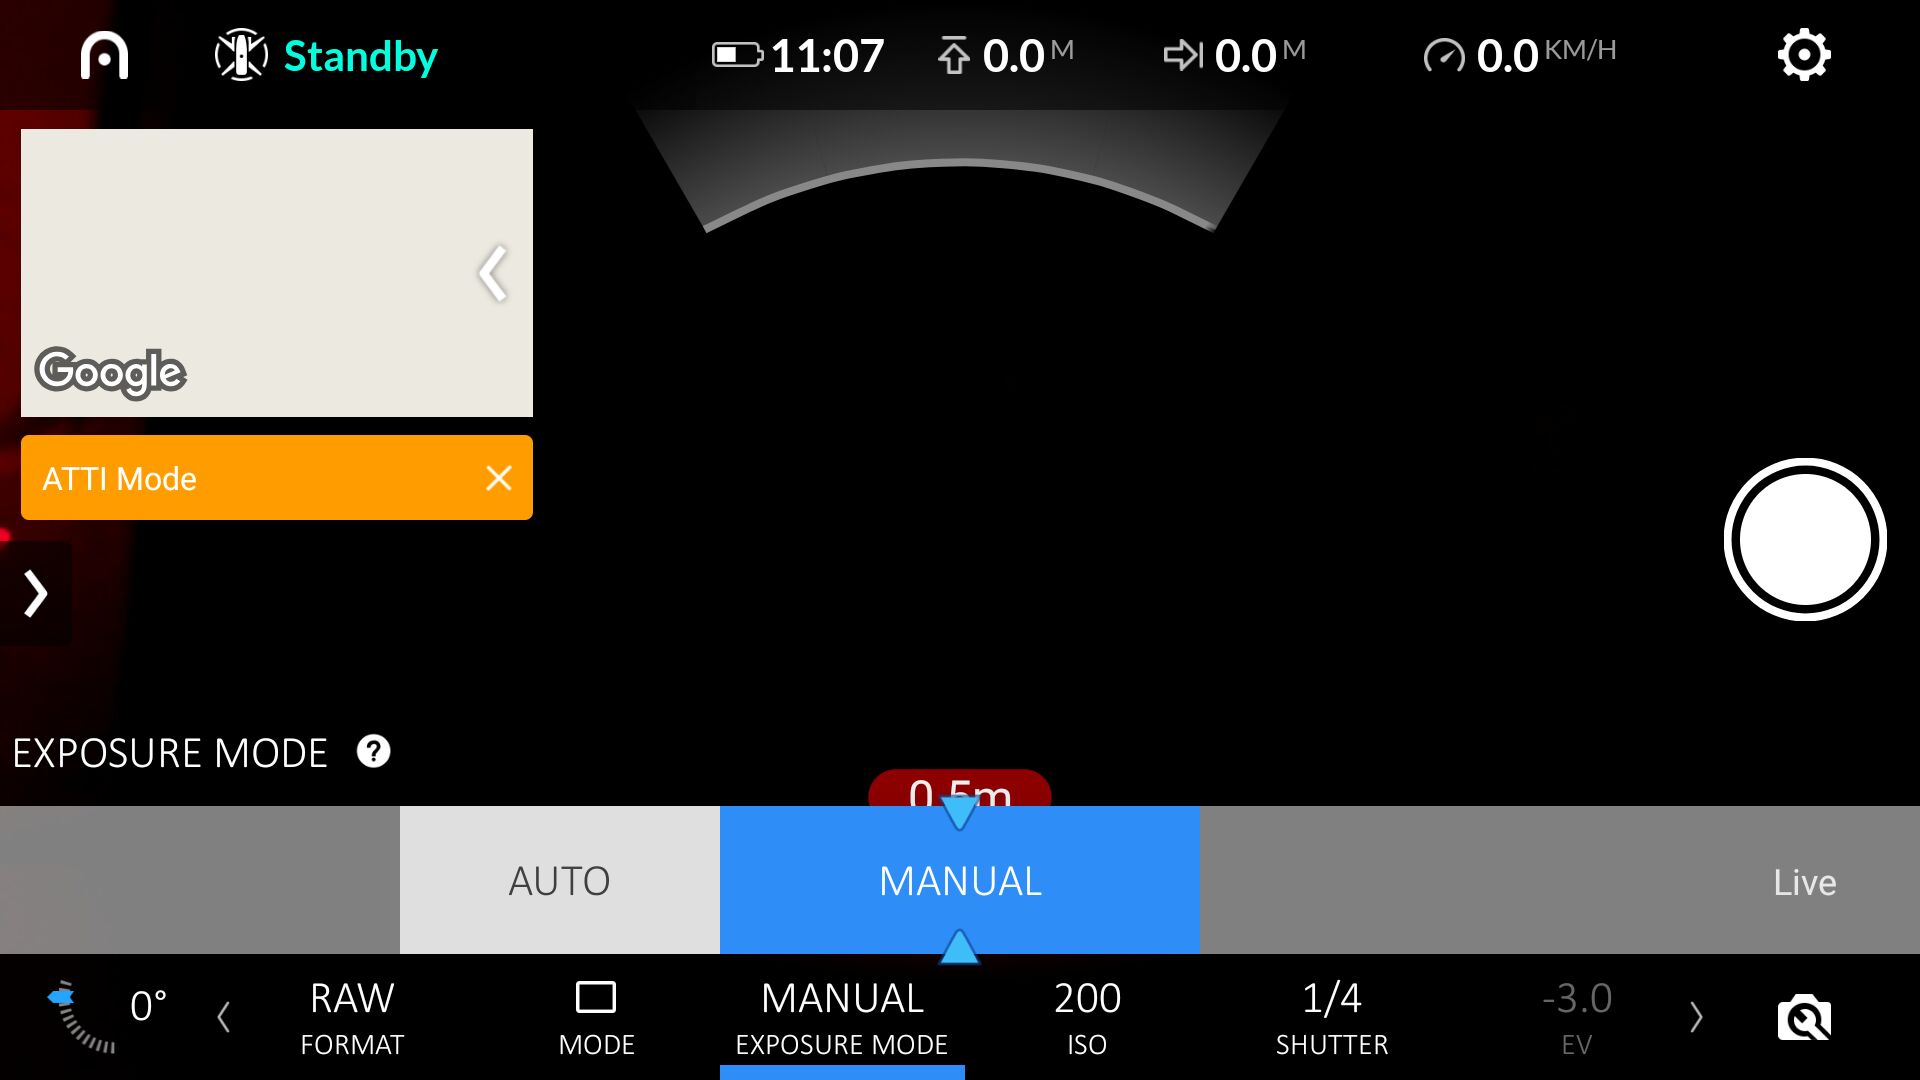 Standby 11:07 0.0 M 0.0 M 0.0 KM/H
Google
ATTI Mode
EXPOSURE MODE ?
0.5m
AUTO MANUAL Live
0° RAW MANUAL 200 1/4 -3.0
FORMAT MODE EXPOSURE MODE ISO SHUTTER EV